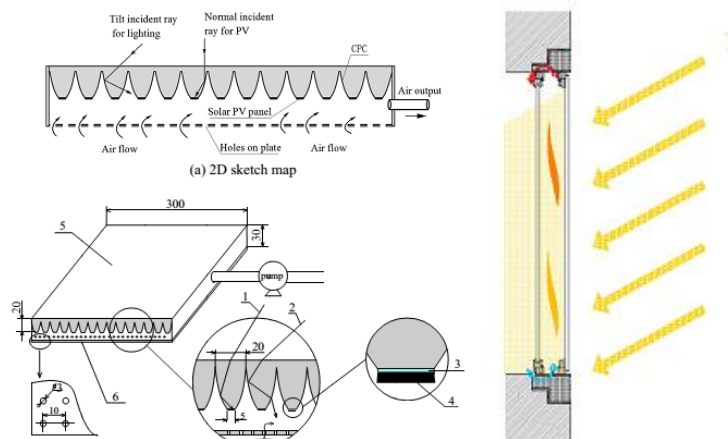 Tilt incident ray
for lighting
Normal incident
ray for PV
CPC
Air output
Solar PV panel
Air flow
Holes on plate
Air flow
(a) 2D sketch map
300
5
30
pump
20
1
2
20
3
4
6
5
ø3
10